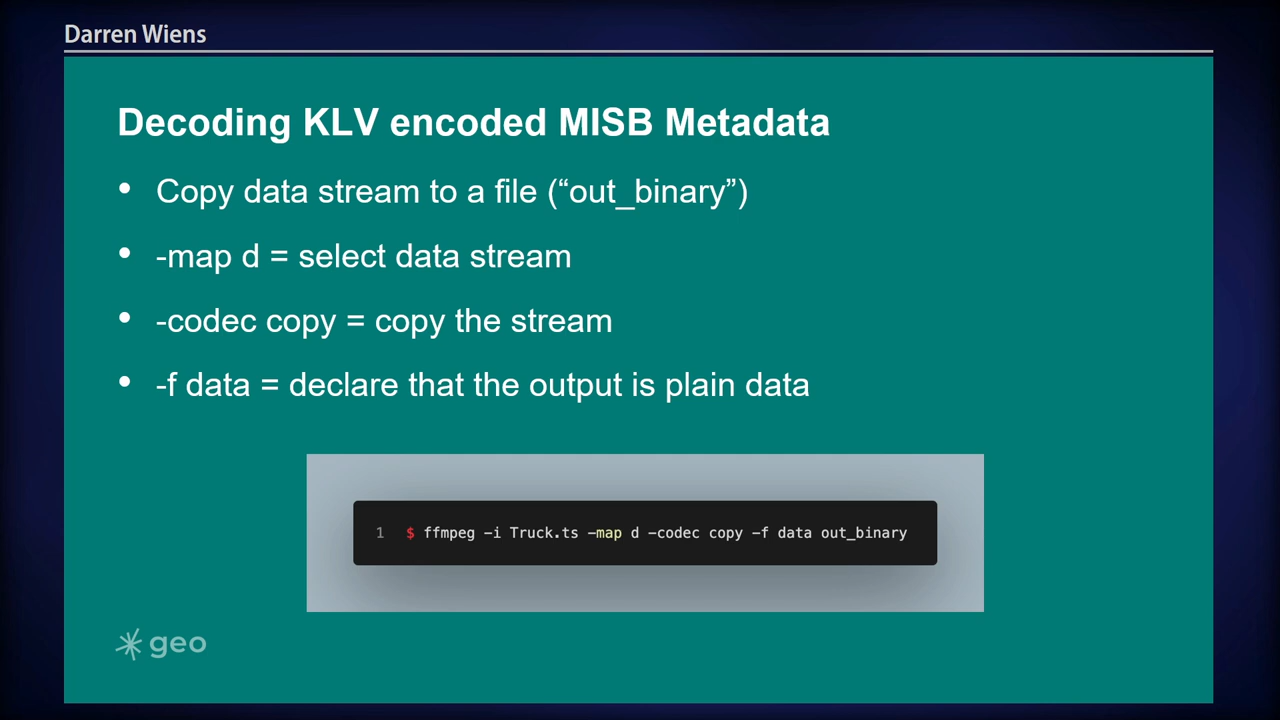 Darren Wiens
Decoding KLV encoded MISB Metadata
• Copy data stream to a file (“out_binary”)
• -map d = select data stream
• -codec copy = copy the stream
• -f data = declare that the output is plain data
1 $ ffmpeg -i Truck.ts -map d -codec copy -f data out_binary
geo